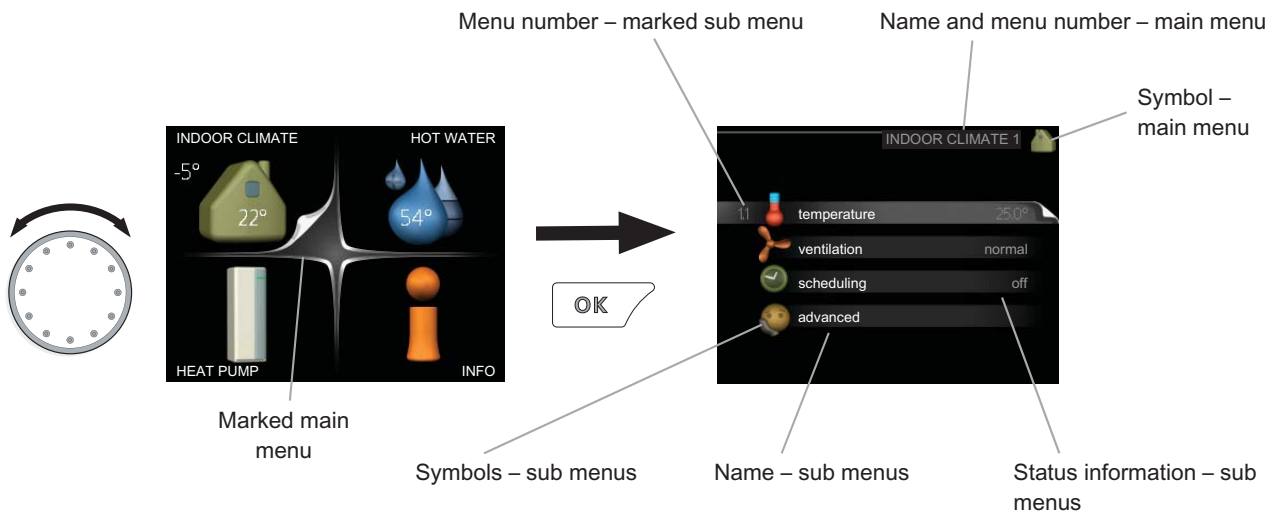 Menu number – marked sub menu
Name and menu number – main menu
Symbol –
main menu
INDOOR CLIMATE
HOT WATER
-5°
22°
54°
HEAT PUMP
INFO
Marked main
menu
OK
INDOOR CLIMATE 1
1.1 temperature 25.0°
ventilation normal
scheduling off
advanced
Symbols – sub menus
Name – sub menus
Status information – sub
menus